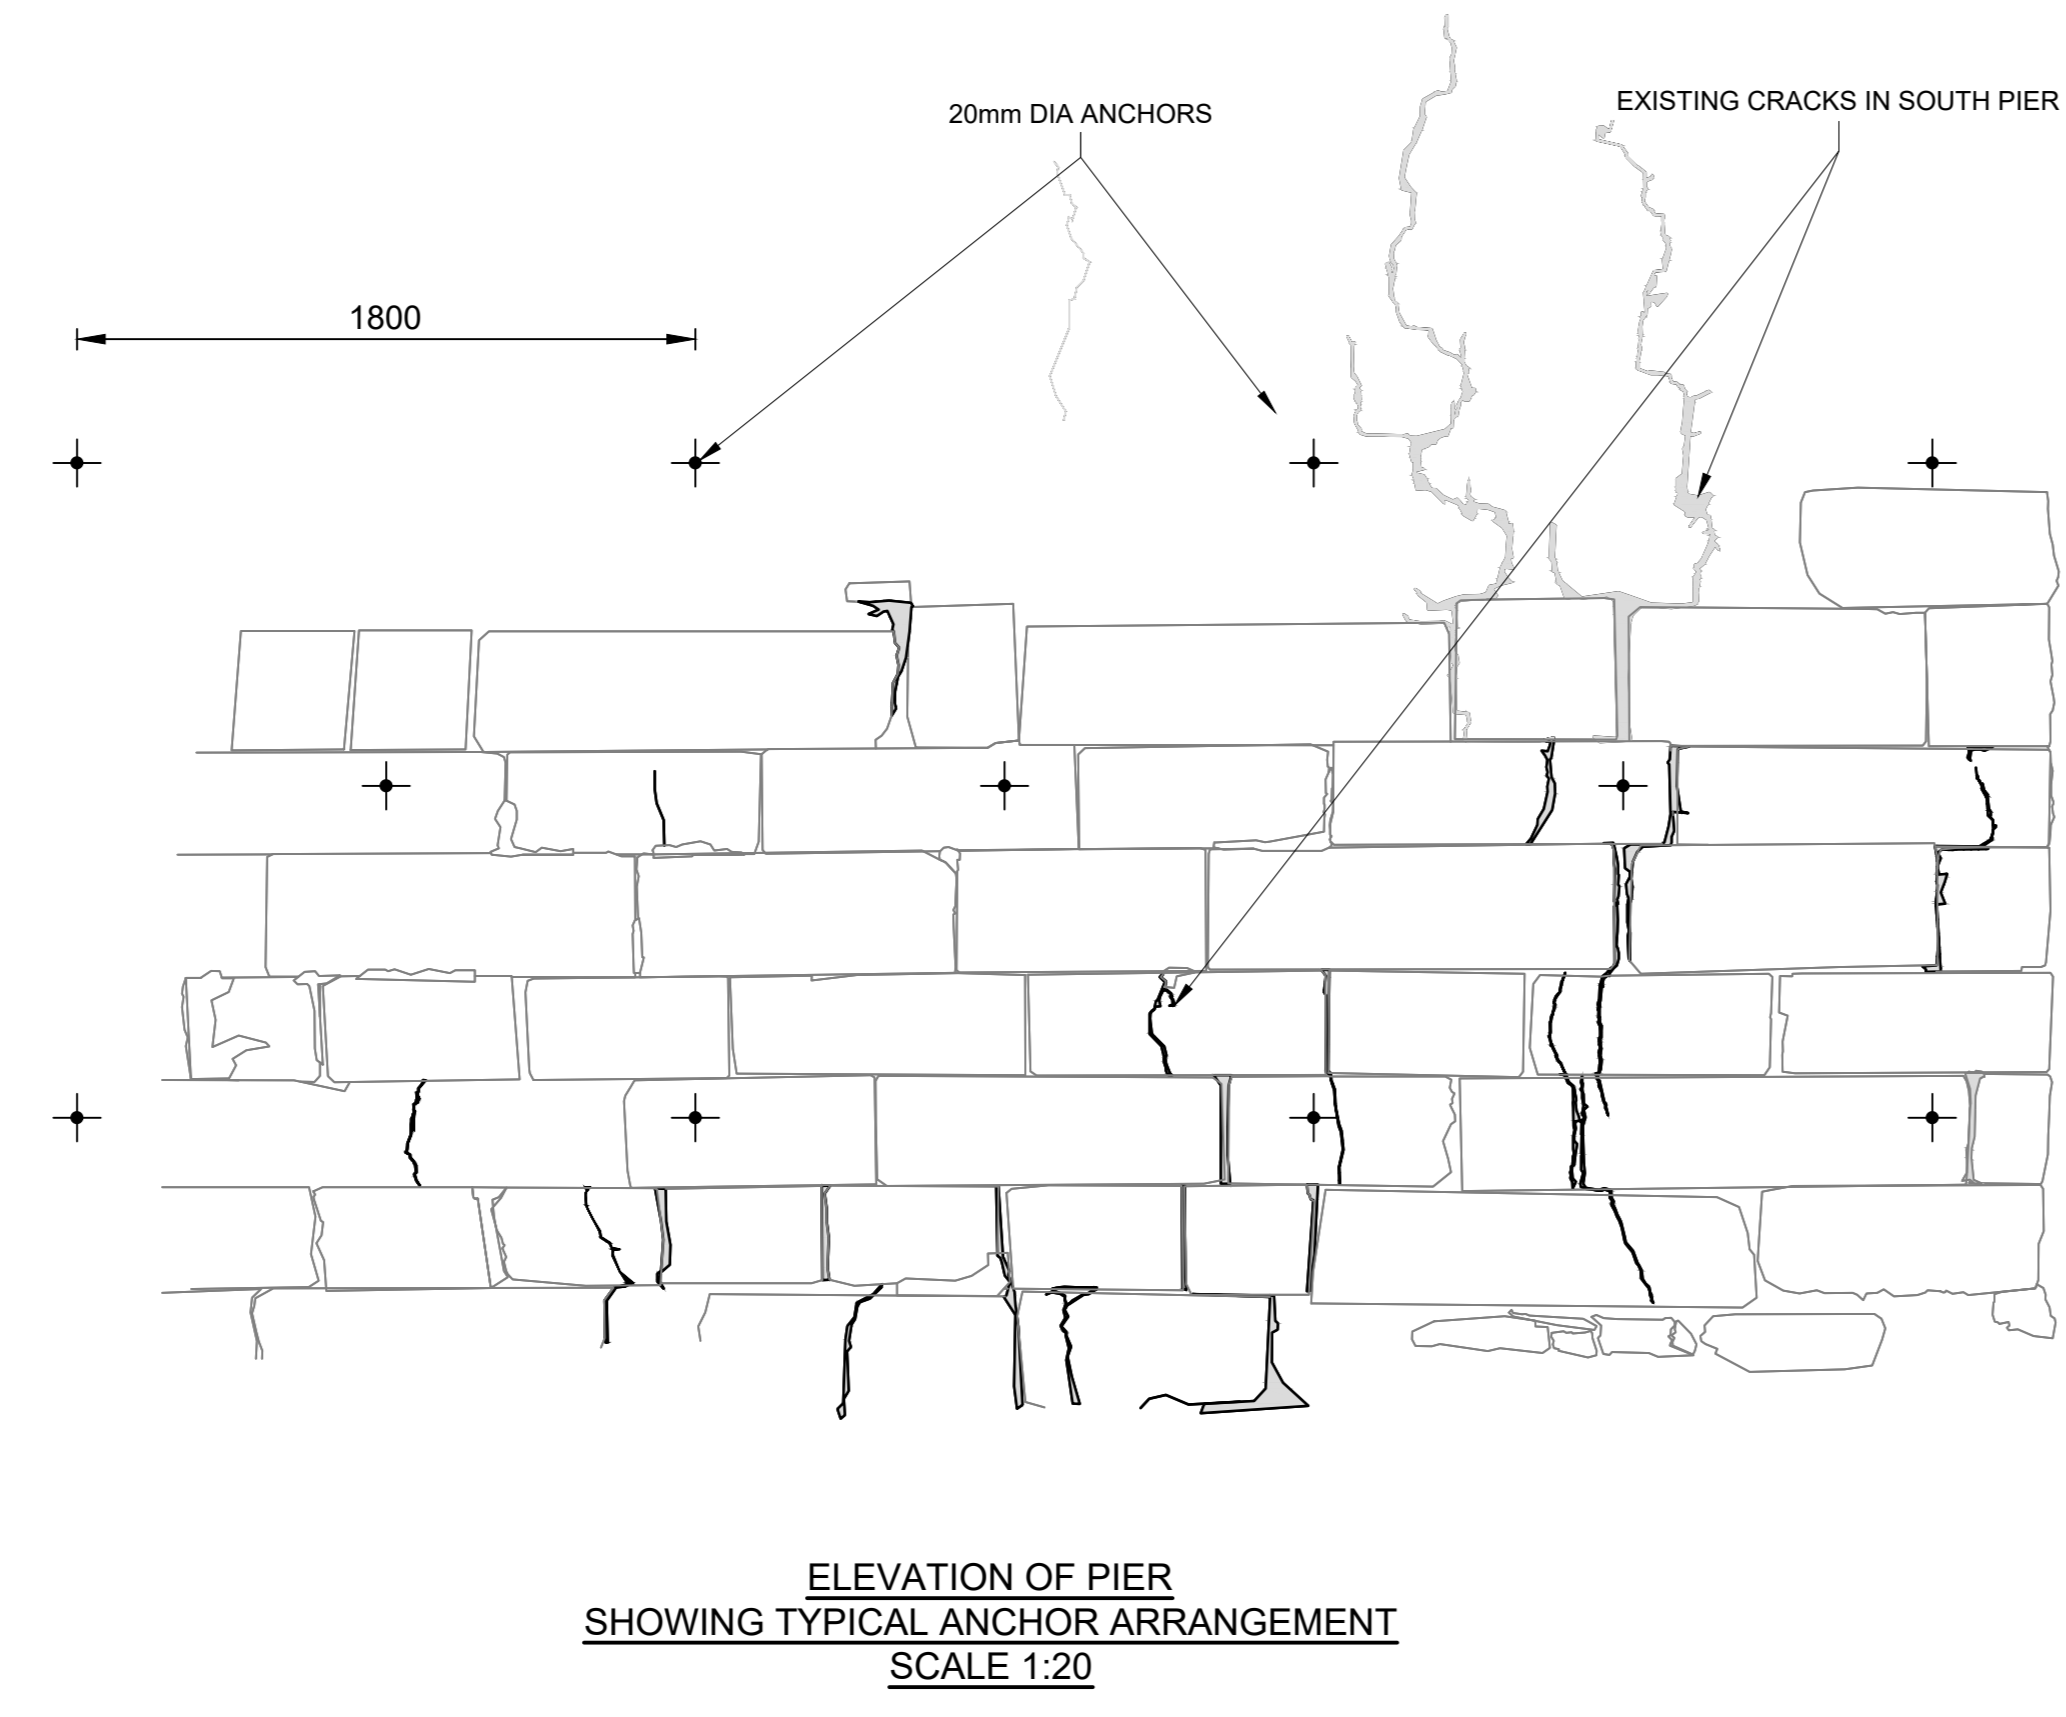 EXISTING CRACKS IN SOUTH PIER
20mm DIA ANCHORS
1800
ELEVATION OF PIER
SHOWING TYPICAL ANCHOR ARRANGEMENT
SCALE 1:20